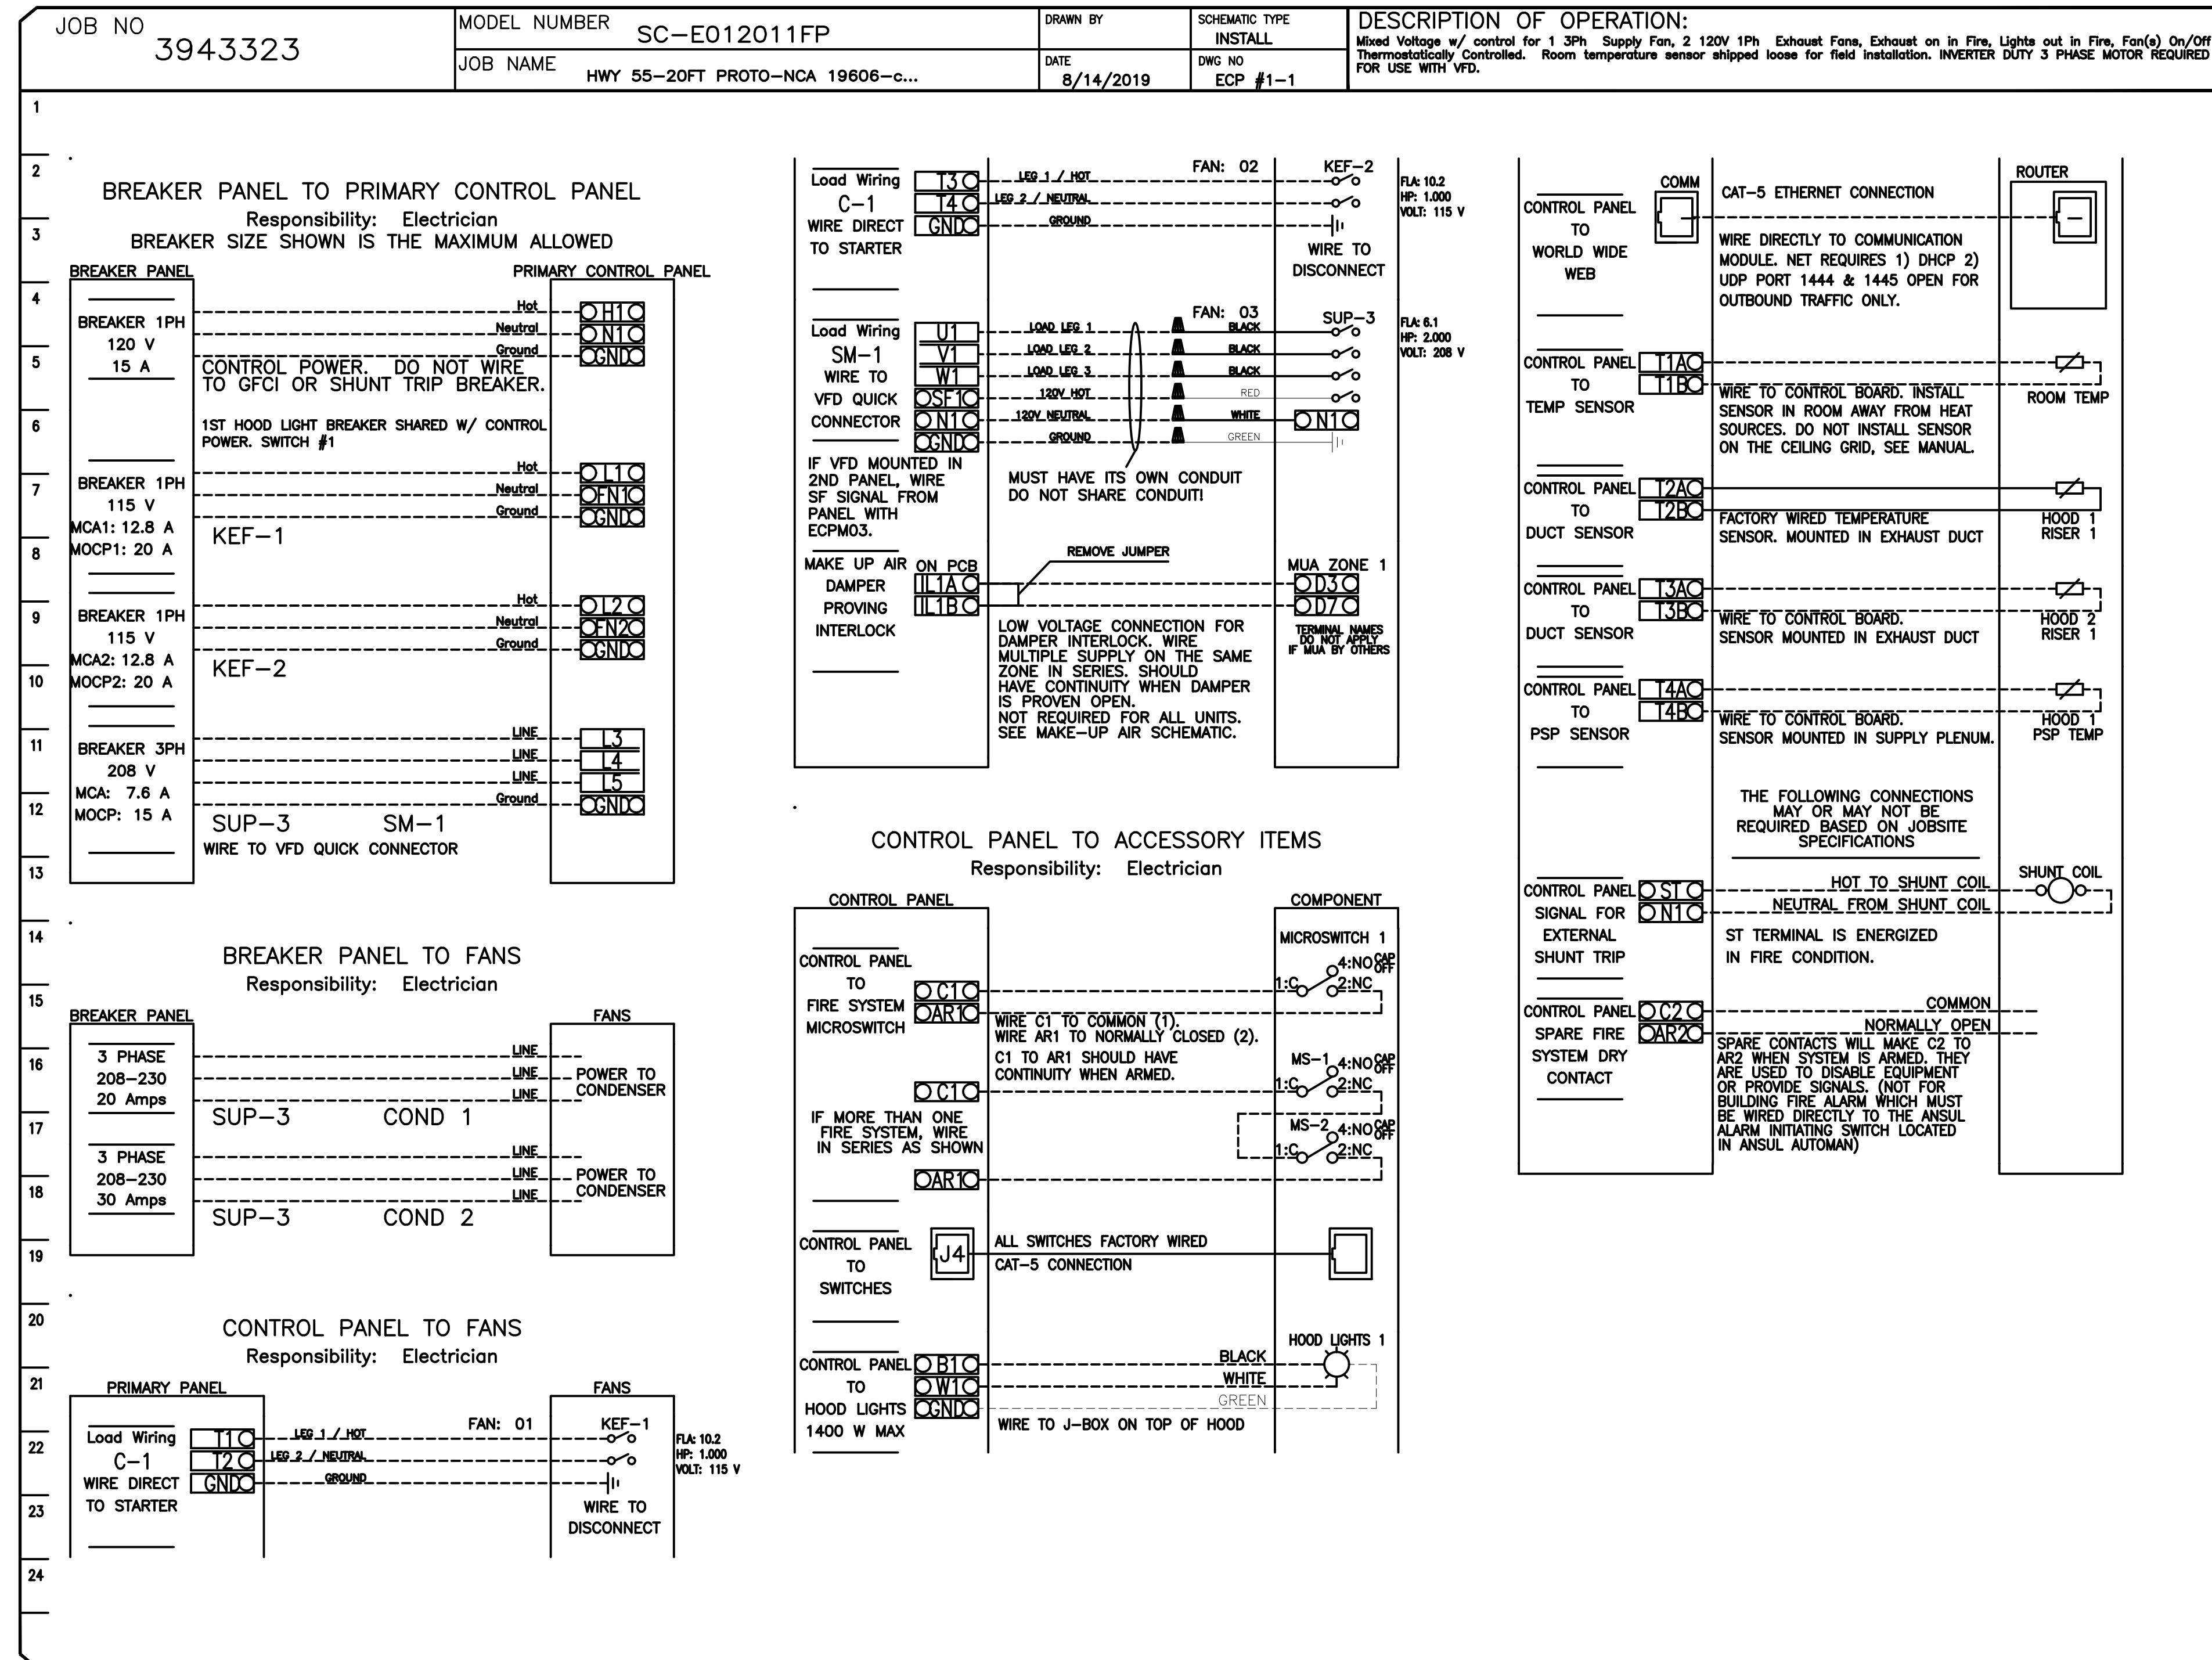 JOB NO
3943323
MODEL NUMBER
SC-E012011FP
JOB NAME
HWY 55-20FT PROTO-NCA 19606-c...
DRAWN BY
SCHEMATIC TYPE
INSTALL
DATE
8/14/2019
DWG NO
ECP #1-1
DESCRIPTION OF OPERATION:
Mixed Voltage w/ control for 1 3Ph Supply Fan, 2 120V 1Ph Exhaust Fans, Exhaust on in Fire, Lights out in Fire, Fan(s) On/Off
Thermostatically Controlled. Room temperature sensor shipped loose for field installation. INVERTER DUTY 3 PHASE MOTOR REQUIRED
FOR USE WITH VFD.
1
2
3
4
5
6
7
8
9
10
11
12
13
14
15
16
17
18
19
20
21
22
23
24
BREAKER PANEL TO PRIMARY CONTROL PANEL
Responsibility: Electrician
BREAKER SIZE SHOWN IS THE MAXIMUM ALLOWED
BREAKER PANEL
PRIMARY CONTROL PANEL
BREAKER 1PH
120 V
15 A
Hot
H1
Neutral
N1
Ground
GND
CONTROL POWER. DO NOT WIRE
TO GFCI OR SHUNT TRIP BREAKER.
1ST HOOD LIGHT BREAKER SHARED W/ CONTROL
POWER. SWITCH #1
BREAKER 1PH
115 V
MCA1: 12.8 A
MOCP1: 20 A
Hot
L1
Neutral
FN1
Ground
GND
KEF-1
BREAKER 1PH
115 V
MCA2: 12.8 A
MOCP2: 20 A
Hot
L2
Neutral
FN2
Ground
GND
KEF-2
BREAKER 3PH
208 V
MCA: 7.6 A
MOCP: 15 A
LINE
L3
LINE
L4
LINE
L5
Ground
GND
SUP-3 SM-1
WIRE TO VFD QUICK CONNECTOR
BREAKER PANEL TO FANS
Responsibility: Electrician
BREAKER PANEL
FANS
3 PHASE
208-230
20 Amps
LINE
LINE
LINE
POWER TO
CONDENSER
SUP-3 COND 1
3 PHASE
208-230
30 Amps
LINE
LINE
LINE
POWER TO
CONDENSER
SUP-3 COND 2
CONTROL PANEL TO FANS
Responsibility: Electrician
PRIMARY PANEL
FANS
Load Wiring
C-1
WIRE DIRECT
TO STARTER
T1
T2
GND
LEG 1 / HOT
LEG 2 / NEUTRAL
GROUND
FAN: 01
KEF-1
WIRE TO
DISCONNECT
FLA: 10.2
HP: 1.000
VOLT: 115 V
Load Wiring
C-1
WIRE DIRECT
TO STARTER
T3
T4
GND
LEG 1 / HOT
LEG 2 / NEUTRAL
GROUND
FAN: 02
KEF-2
WIRE TO
DISCONNECT
FLA: 10.2
HP: 1.000
VOLT: 115 V
Load Wiring
SM-1
WIRE TO
VFD QUICK
CONNECTOR
U1
V1
W1
SF1
N1
GND
LOAD LEG 1
LOAD LEG 2
LOAD LEG 3
120V HOT
120V NEUTRAL
GROUND
FAN: 03
BLACK
BLACK
BLACK
RED
WHITE
GREEN
SUP-3
N1
FLA: 6.1
HP: 2.000
VOLT: 208 V
IF VFD MOUNTED IN
2ND PANEL, WIRE
SF SIGNAL FROM
PANEL WITH
ECPM03.
MUST HAVE ITS OWN CONDUIT
DO NOT SHARE CONDUIT!
MAKE UP AIR
DAMPER
PROVING
INTERLOCK
ON PCB
IL1A
IL1B
REMOVE JUMPER
MUA ZONE 1
D3
D7
TERMINAL NAMES
DO NOT APPLY
IF MUA BY OTHERS
LOW VOLTAGE CONNECTION FOR
DAMPER INTERLOCK. WIRE
MULTIPLE SUPPLY ON THE SAME
ZONE IN SERIES. SHOULD
HAVE CONTINUITY WHEN DAMPER
IS PROVEN OPEN.
NOT REQUIRED FOR ALL UNITS.
SEE MAKE-UP AIR SCHEMATIC.
CONTROL PANEL TO ACCESSORY ITEMS
Responsibility: Electrician
CONTROL PANEL
COMPONENT
CONTROL PANEL
TO
FIRE SYSTEM
MICROSWITCH
C1
AR1
MICROSWITCH 1
4:NO CAP OFF
1:C
2:NC
WIRE C1 TO COMMON (1).
WIRE AR1 TO NORMALLY CLOSED (2).
C1 TO AR1 SHOULD HAVE
CONTINUITY WHEN ARMED.
C1
MS-1
4:NO CAP OFF
1:C
2:NC
IF MORE THAN ONE
FIRE SYSTEM, WIRE
IN SERIES AS SHOWN
MS-2
4:NO CAP OFF
1:C
2:NC
AR1
CONTROL PANEL
TO
SWITCHES
J4
ALL SWITCHES FACTORY WIRED
CAT-5 CONNECTION
CONTROL PANEL
TO
HOOD LIGHTS
1400 W MAX
B1
W1
GND
BLACK
WHITE
GREEN
HOOD LIGHTS 1
WIRE TO J-BOX ON TOP OF HOOD
CONTROL PANEL
TO
WORLD WIDE
WEB
COMM
CAT-5 ETHERNET CONNECTION
ROUTER
WIRE DIRECTLY TO COMMUNICATION
MODULE. NET REQUIRES 1) DHCP 2)
UDP PORT 1444 & 1445 OPEN FOR
OUTBOUND TRAFFIC ONLY.
CONTROL PANEL
TO
TEMP SENSOR
T1A
T1B
WIRE TO CONTROL BOARD. INSTALL
SENSOR IN ROOM AWAY FROM HEAT
SOURCES. DO NOT INSTALL SENSOR
ON THE CEILING GRID, SEE MANUAL.
ROOM TEMP
CONTROL PANEL
TO
DUCT SENSOR
T2A
T2B
FACTORY WIRED TEMPERATURE
SENSOR. MOUNTED IN EXHAUST DUCT
HOOD 1
RISER 1
CONTROL PANEL
TO
DUCT SENSOR
T3A
T3B
WIRE TO CONTROL BOARD.
SENSOR MOUNTED IN EXHAUST DUCT
HOOD 2
RISER 1
CONTROL PANEL
TO
PSP SENSOR
T4A
T4B
WIRE TO CONTROL BOARD.
SENSOR MOUNTED IN SUPPLY PLENUM.
HOOD 1
PSP TEMP
THE FOLLOWING CONNECTIONS
MAY OR MAY NOT BE
REQUIRED BASED ON JOBSITE
SPECIFICATIONS
CONTROL PANEL
SIGNAL FOR
EXTERNAL
SHUNT TRIP
ST
N1
HOT TO SHUNT COIL
NEUTRAL FROM SHUNT COIL
SHUNT COIL
ST TERMINAL IS ENERGIZED
IN FIRE CONDITION.
CONTROL PANEL
SPARE FIRE
SYSTEM DRY
CONTACT
C2
AR2
COMMON
NORMALLY OPEN
SPARE CONTACTS WILL MAKE C2 TO
AR2 WHEN SYSTEM IS ARMED. THEY
ARE USED TO DISABLE EQUIPMENT
OR PROVIDE SIGNALS. (NOT FOR
BUILDING FIRE ALARM WHICH MUST
BE WIRED DIRECTLY TO THE ANSUL
ALARM INITIATING SWITCH LOCATED
IN ANSUL AUTOMAN)